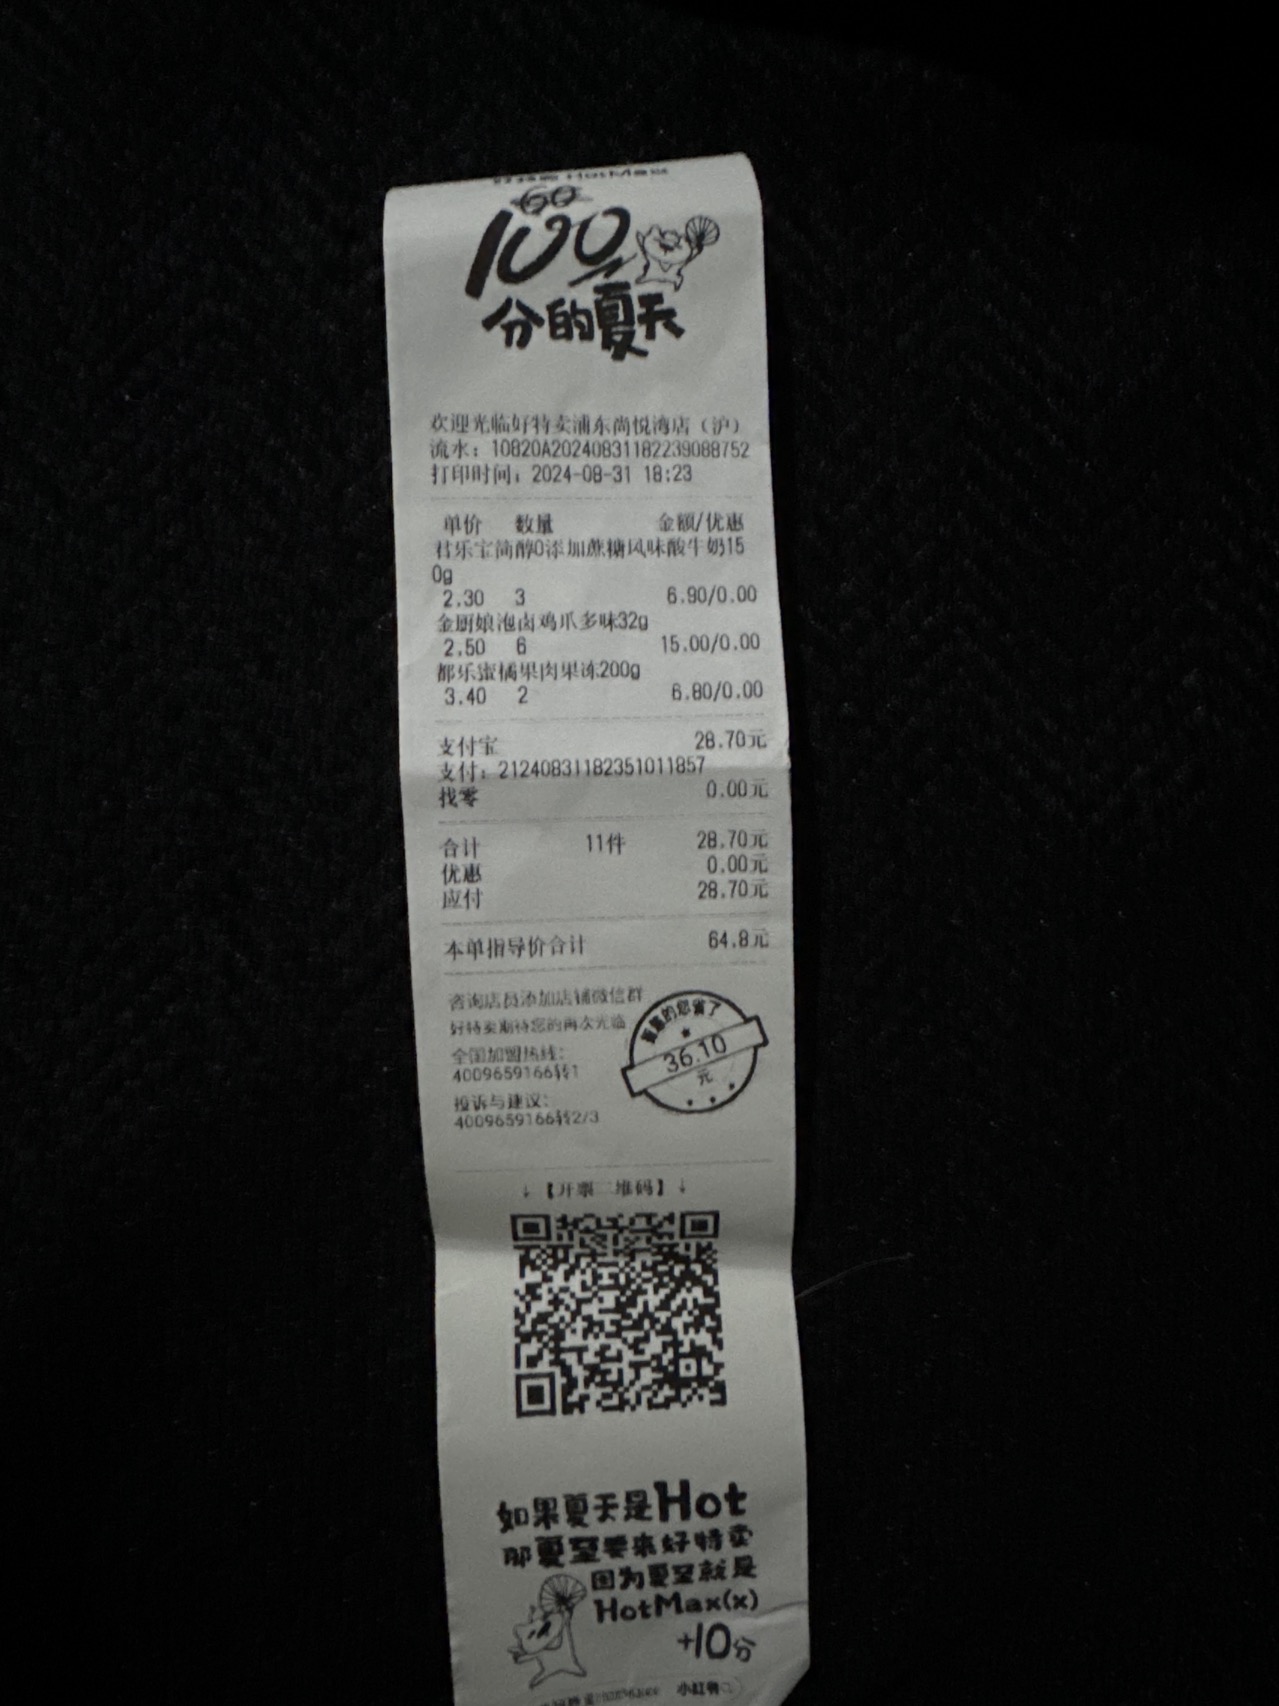 好特卖 HotMaxx
60
100
分的夏天
欢迎光临好特卖浦东尚悦湾店（沪）
流水：10820A20240831182239088752
打印时间：2024-08-31 18:23
单价 数量 金额/优惠
君乐宝简醇0添加蔗糖风味酸牛奶15
0g
2.30 3 6.90/0.00
金厨娘泡卤鸡爪多味32g
2.50 6 15.00/0.00
都乐蜜橘果肉果冻200g
3.40 2 6.80/0.00
支付宝 28.70元
支付：21240831182351011857
找零 0.00元
合计 11件 28.70元
优惠 0.00元
应付 28.70元
本单指导价合计 64.8元
咨询店员添加店铺微信群
好特卖期待您的再次光临
全国加盟热线：
4009659166转1
投诉与建议：
4009659166转2/3
的您省了
36.10
元
↓【开票二维码】↓
如果夏天是Hot
那夏至要来好特卖
因为夏至就是
HotMax(x)
+10分
小红书